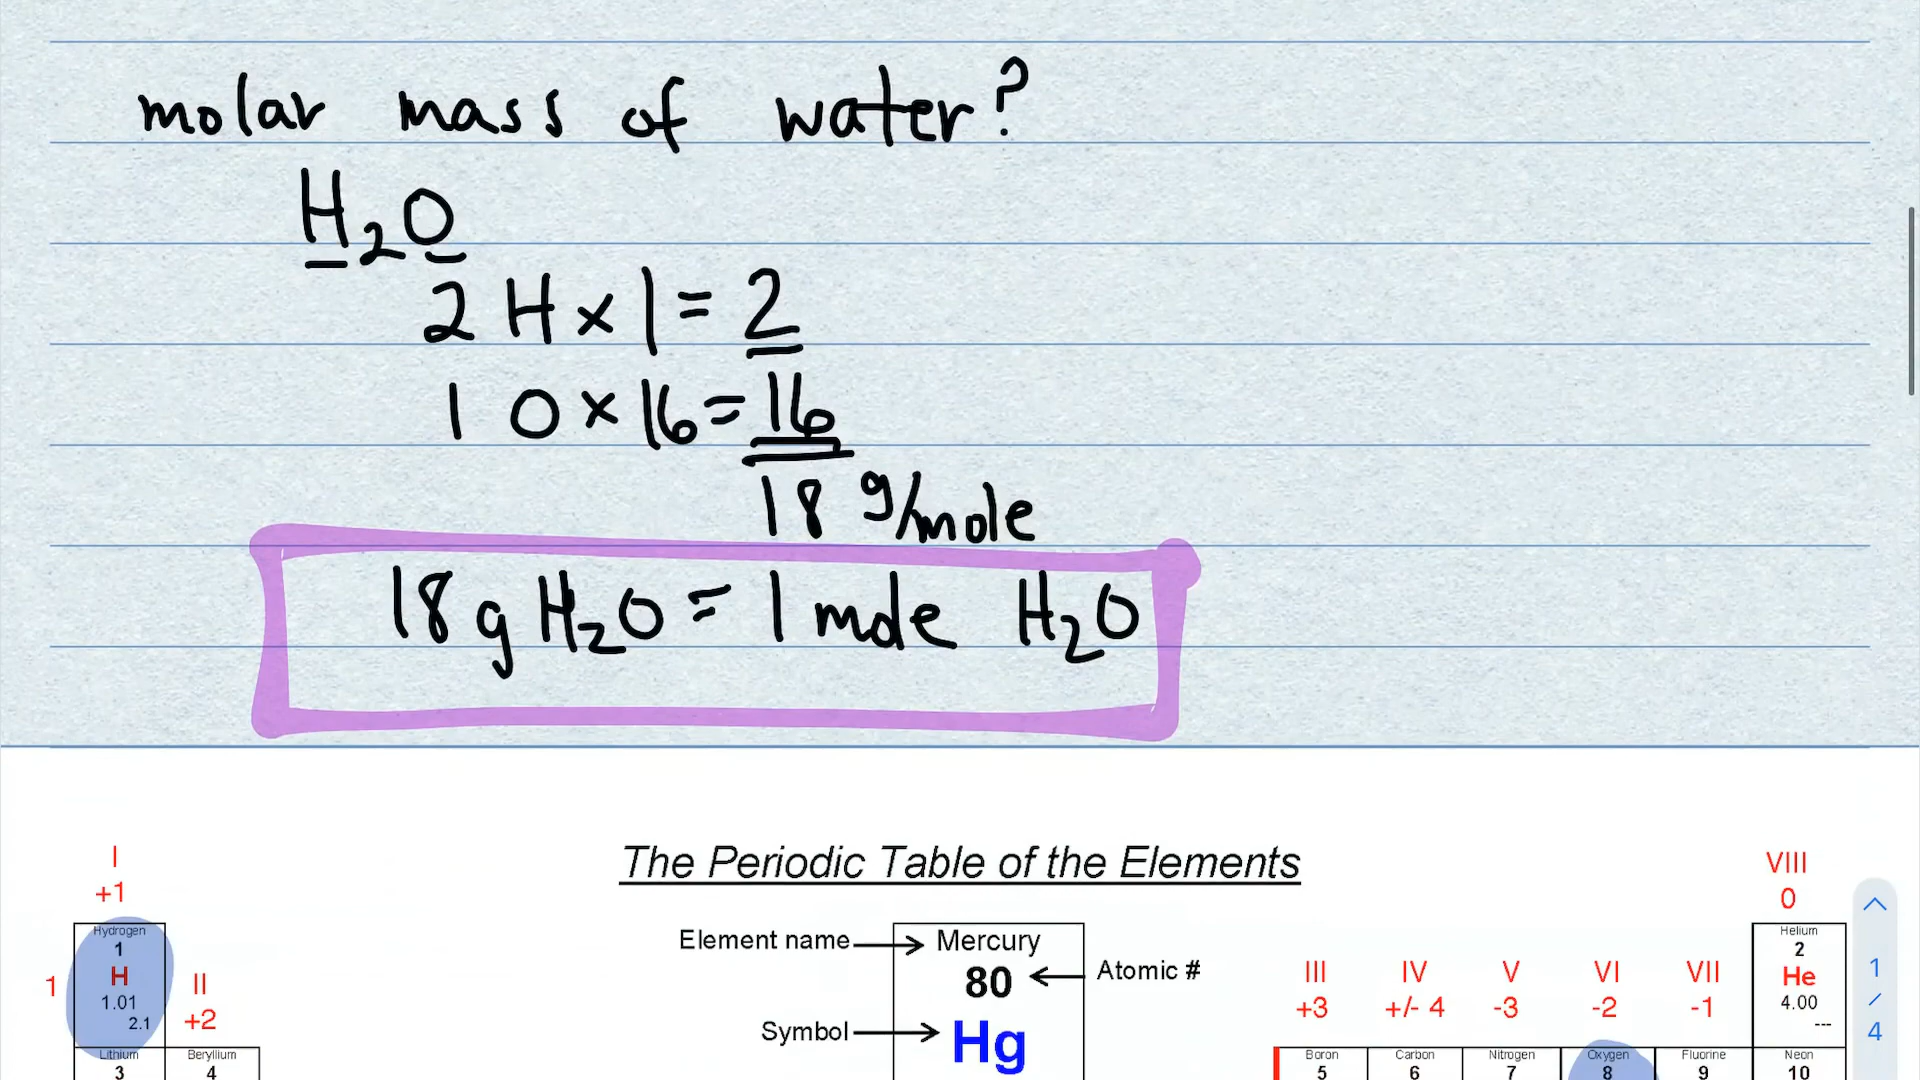 molar mass of water?
H₂O
2 H x 1 = 2
1 O x 16 = 16
18 g/mole
18 g H₂O = 1 mole H₂O
The Periodic Table of the Elements
I
+1
VIII
0
Hydrogen
1
H
1.01
2.1
1
II
+2
Element name
Mercury
80
Atomic #
Symbol
Hg
III
+3
IV
+/- 4
V
-3
VI
-2
VII
-1
Helium
2
He
4.00
---
1
/
4
Lithium
3
Beryllium
4
Boron
5
Carbon
6
Nitrogen
7
Oxygen
8
Fluorine
9
Neon
10